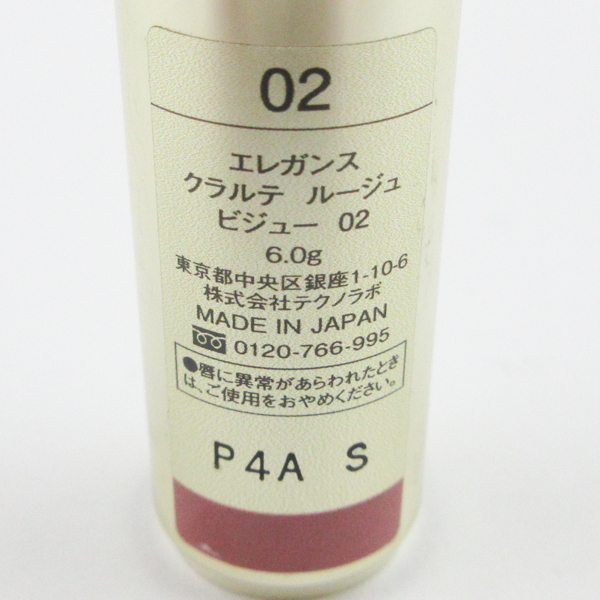 02
エレガンス
クラルテ ルージュ
ビジュー 02
6.0g
東京都中央区銀座1-10-6
株式会社テクノラボ
MADE IN JAPAN
0120-766-995
●唇に異常があらわれたとき
は、ご使用をおやめください。
P4A S